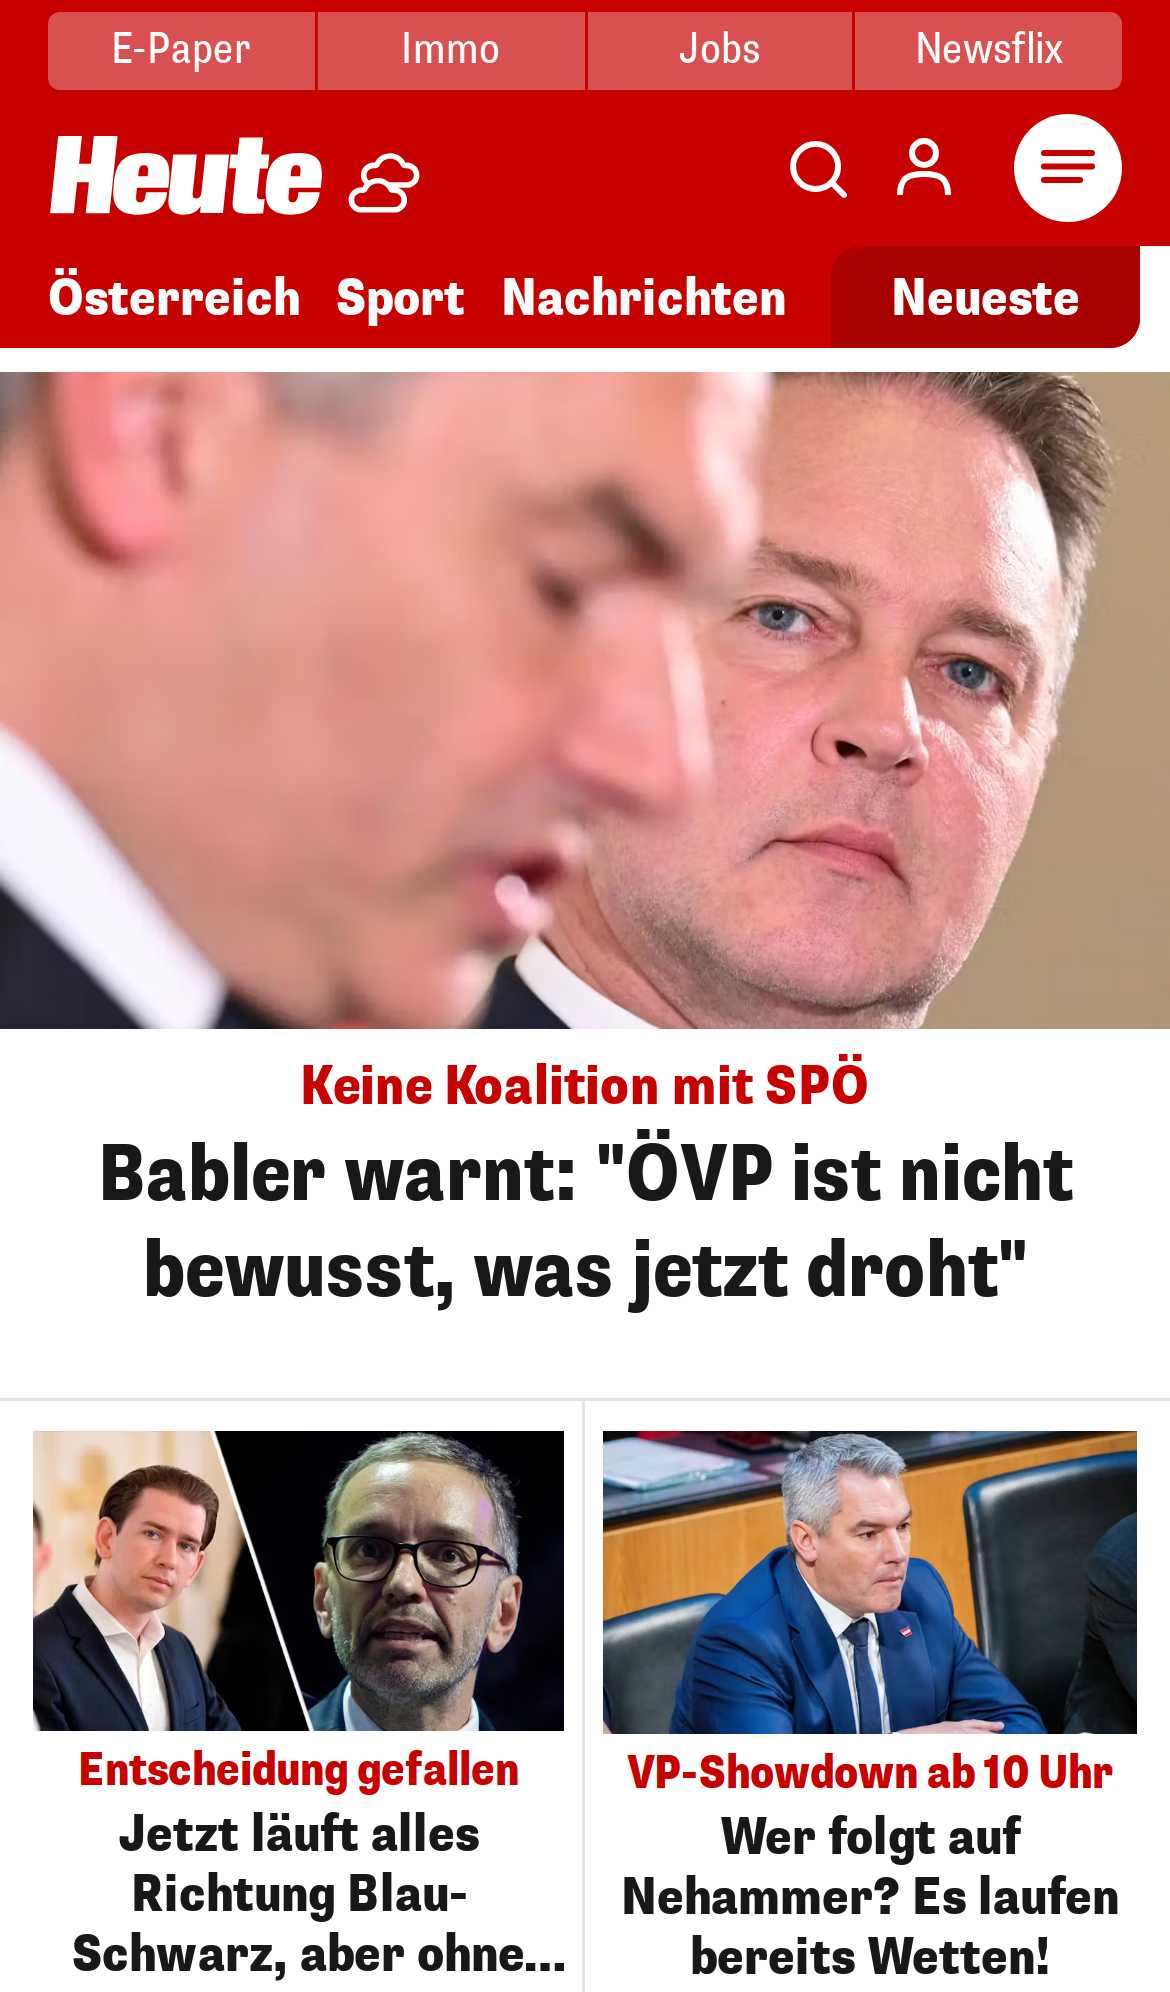 E-Paper
Immo
Jobs
Newsflix
Heute
Österreich
Sport
Nachrichten
Neueste
Keine Koalition mit SPÖ
Babler warnt: "ÖVP ist nicht
bewusst, was jetzt droht"
Entscheidung gefallen
Jetzt läuft alles
Richtung Blau-
Schwarz, aber ohne...
VP-Showdown ab 10 Uhr
Wer folgt auf
Nehammer? Es laufen
bereits Wetten!